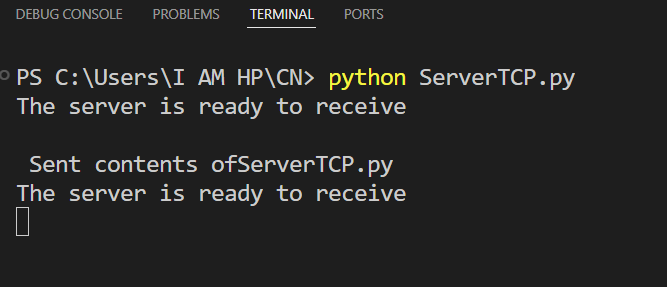 DEBUG CONSOLE PROBLEMS TERMINAL PORTS
PS C:\Users\I AM HP\CN> python ServerTCP.py
The server is ready to receive
Sent contents ofServerTCP.py
The server is ready to receive